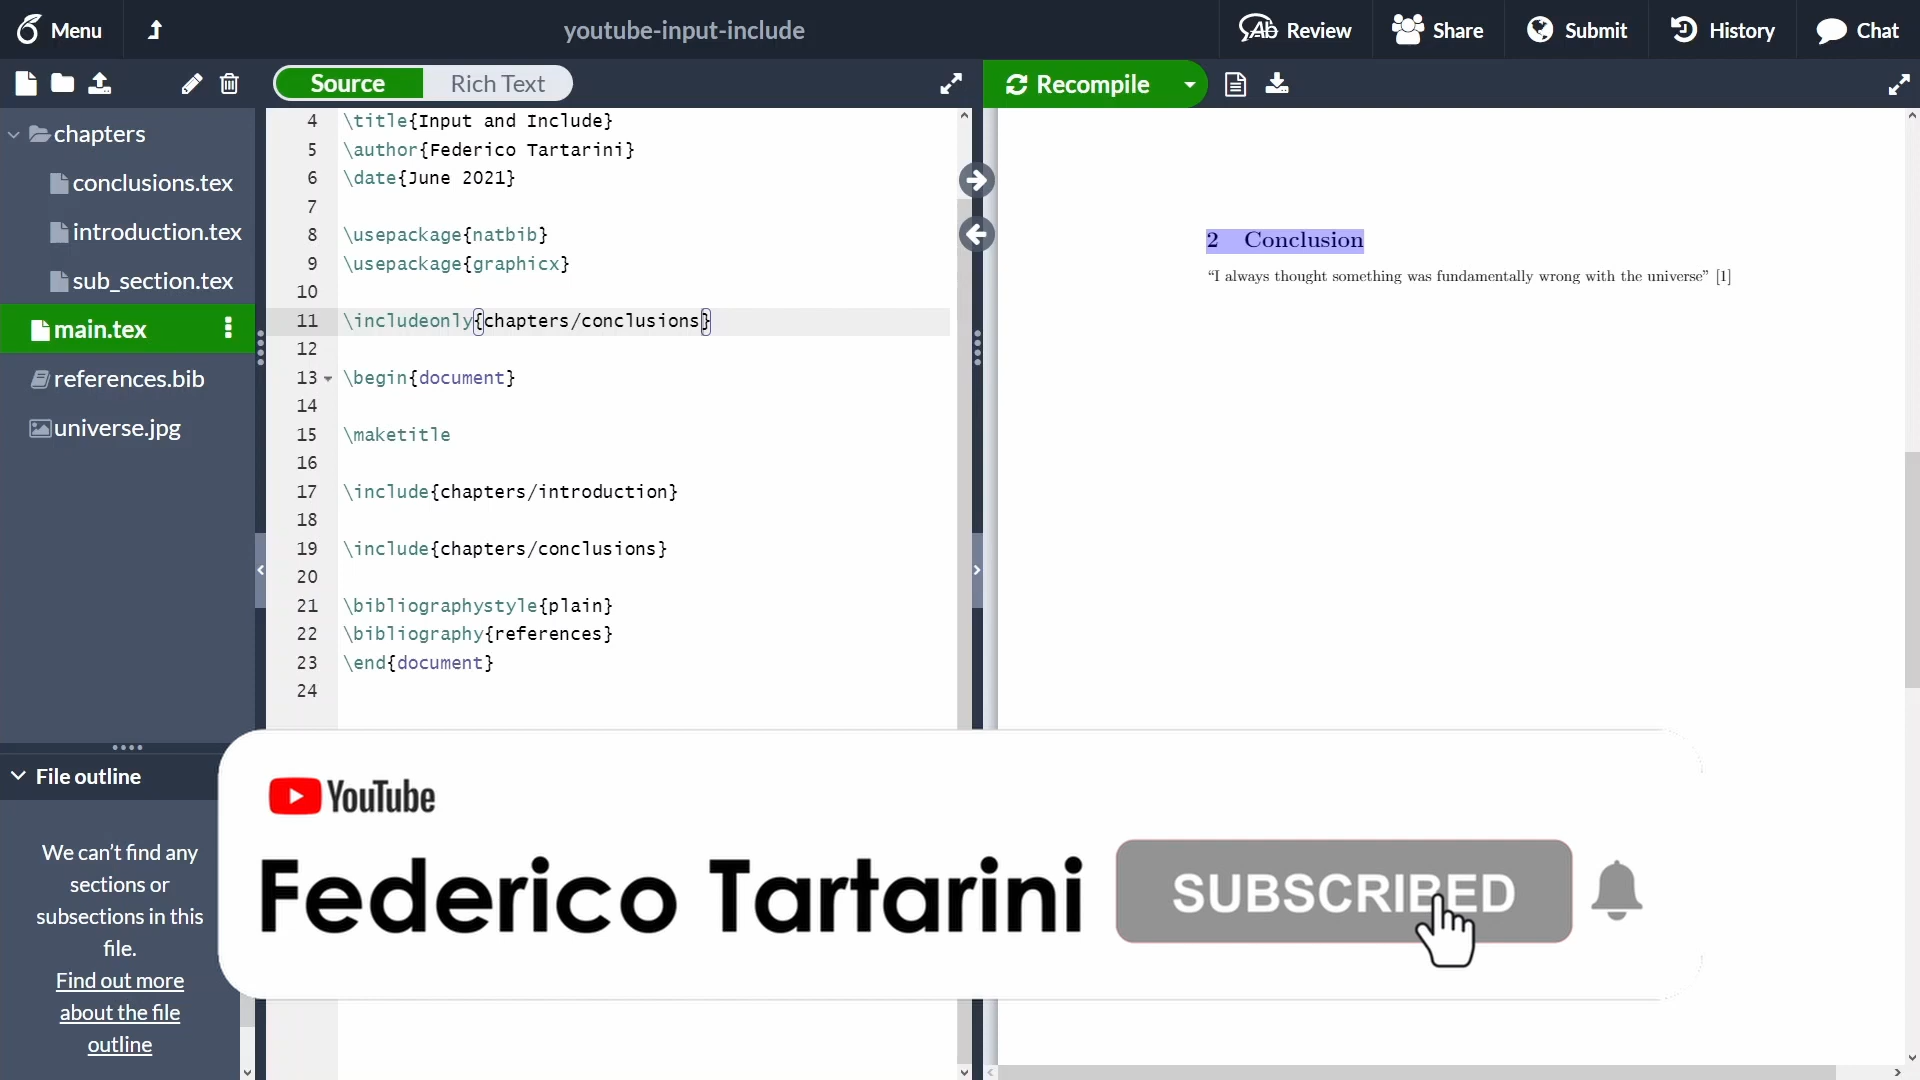 Menu
youtube-input-include
Review
Share
Submit
History
Chat
Source
Rich Text
Recompile
chapters
conclusions.tex
introduction.tex
sub_section.tex
main.tex
references.bib
universe.jpg
File outline
We can't find any
sections or
subsections in this
file.
Find out more
about the file
outline
4 \title{Input and Include}
5 \author{Federico Tartarini}
6 \date{June 2021}
7
8 \usepackage{natbib}
9 \usepackage{graphicx}
10
11 \includeonly{chapters/conclusions}
12
13 \begin{document}
14
15 \maketitle
16
17 \include{chapters/introduction}
18
19 \include{chapters/conclusions}
20
21 \bibliographystyle{plain}
22 \bibliography{references}
23 \end{document}
24
2 Conclusion
“I always thought something was fundamentally wrong with the universe” [1]
YouTube
Federico Tartarini
SUBSCRIBED